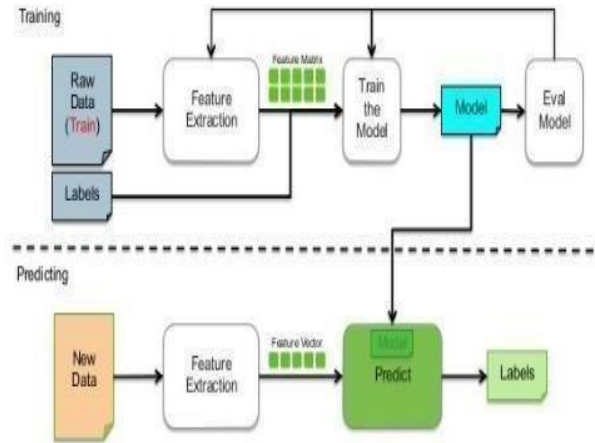 Training
Raw
Data
(Train)
Feature
Extraction
Feature Matrix
Train
the
Model
Model
Eval
Model
Labels
Predicting
New
Data
Feature
Extraction
Feature Vector
Model
Predict
Labels